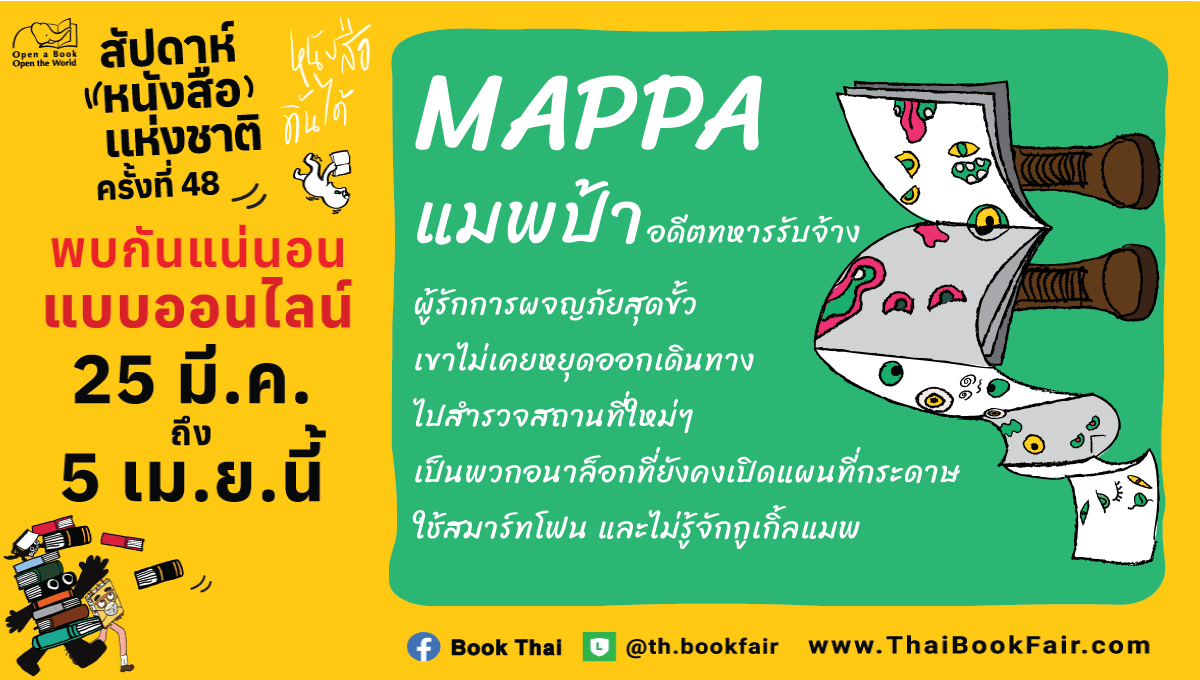 Open a Book
Open the World
สัปดาห์
(หนังสือ)
แห่งชาติ
ครั้งที่ 48
หนังสือ
ดิ้นได้
พบกันแน่นอน
แบบออนไลน์
25 มี.ค.
ถึง
5 เม.ย.นี้
MAPPA
แมพป้า อดีตทหารรับจ้าง
ผู้รักการผจญภัยสุดขั้ว
เขาไม่เคยหยุดออกเดินทาง
ไปสำรวจสถานที่ใหม่ๆ
เป็นพวกอนาล็อกที่ยังคงเปิดแผนที่กระดาษ
ใช้สมาร์ทโฟน และไม่รู้จักกูเกิ้ลแมพ
Book Thai
L
@th.bookfair
www.ThaiBookFair.com